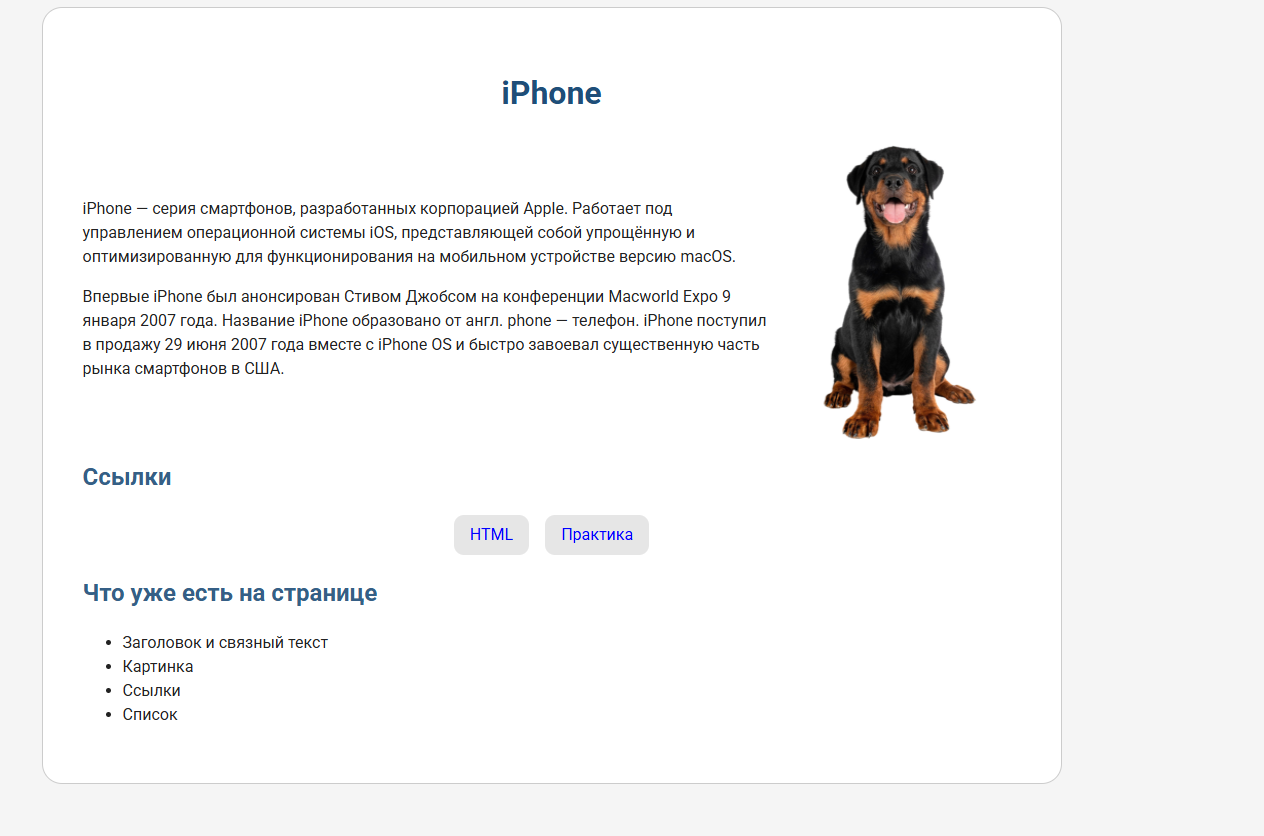 iPhone
iPhone — серия смартфонов, разработанных корпорацией Apple. Работает под
управлением операционной системы iOS, представляющей собой упрощённую и
оптимизированную для функционирования на мобильном устройстве версию macOS.
Впервые iPhone был анонсирован Стивом Джобсом на конференции Macworld Expo 9
января 2007 года. Название iPhone образовано от англ. phone — телефон. iPhone поступил
в продажу 29 июня 2007 года вместе с iPhone OS и быстро завоевал существенную часть
рынка смартфонов в США.
Ссылки
HTML Практика
Что уже есть на странице
• Заголовок и связный текст
• Картинка
• Ссылки
• Список